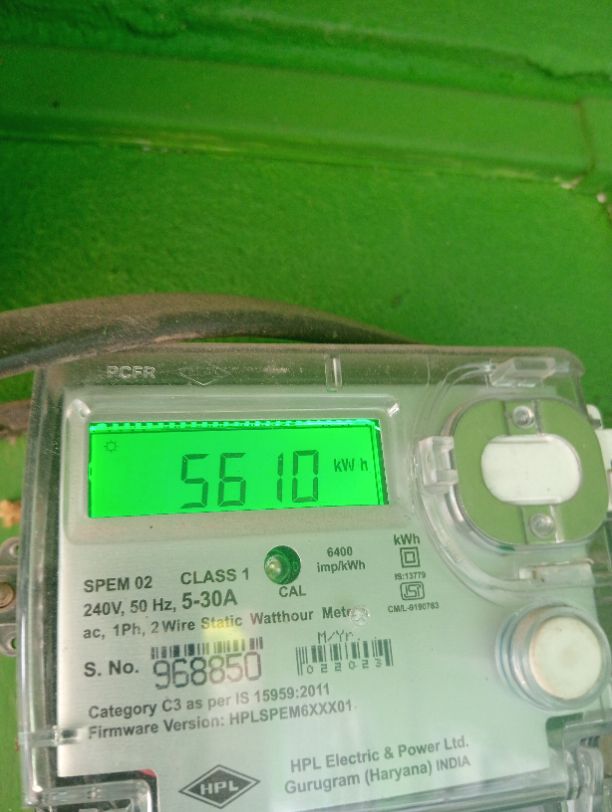 PCFR
5610 kWh
6400
imp/kWh
CAL
kWh
IS:13779
CM/L-9190763
SPEM 02 CLASS 1
240V, 50 Hz, 5-30A
ac, 1Ph, 2 Wire Static Watthour Meter
S. No. 968850
M/Yr.
022023
Category C3 as per IS 15959:2011
Firmware Version: HPLSPEM6XXX01
HPL
HPL Electric & Power Ltd.
Gurugram (Haryana) INDIA